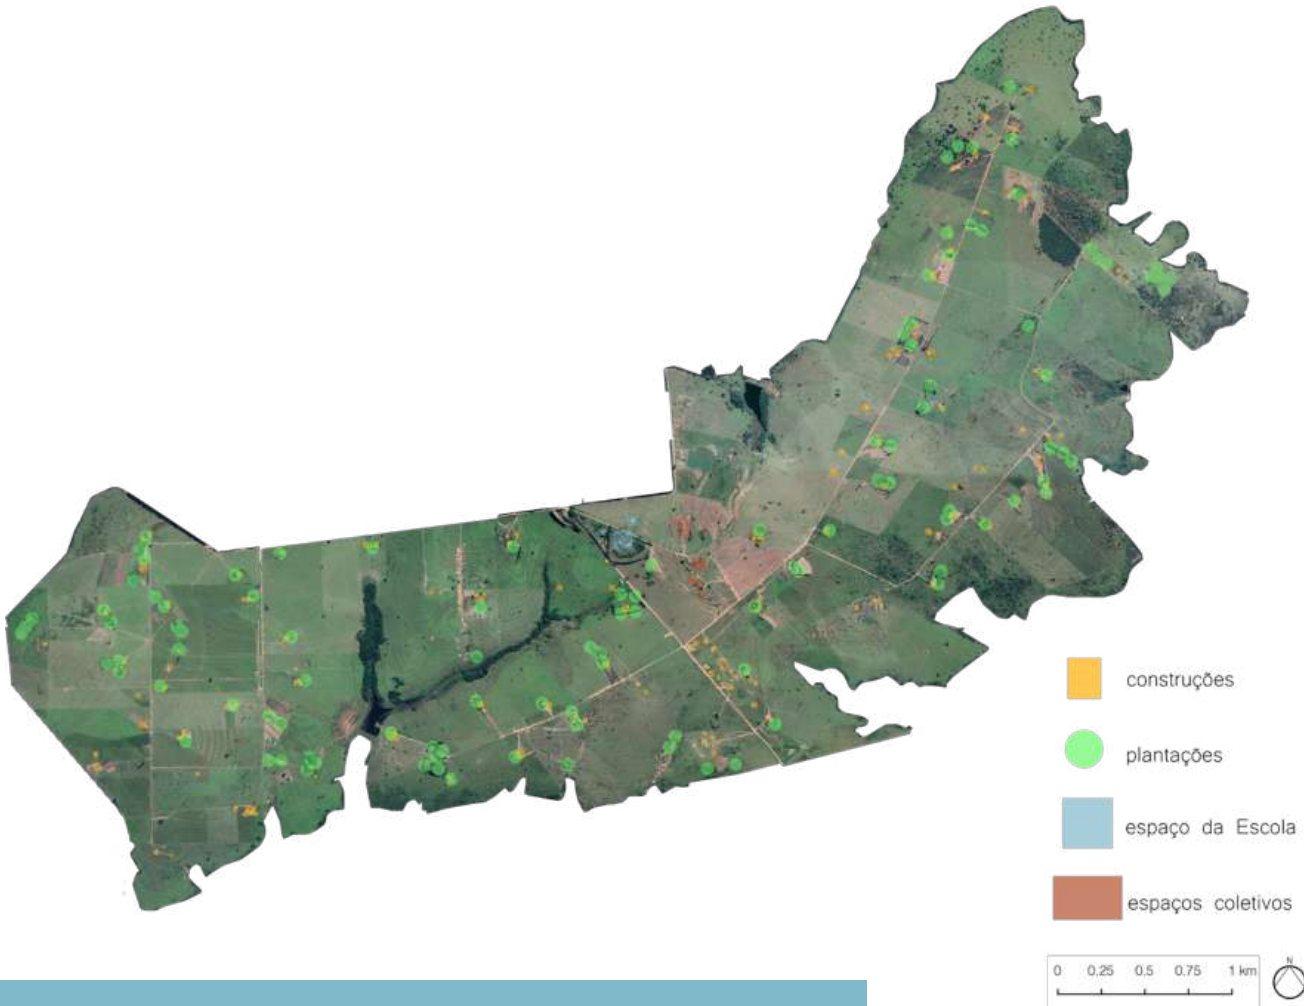 construções
plantações
espaço da Escola
espaços coletivos
0 0,25 0,5 0,75 1 km
N